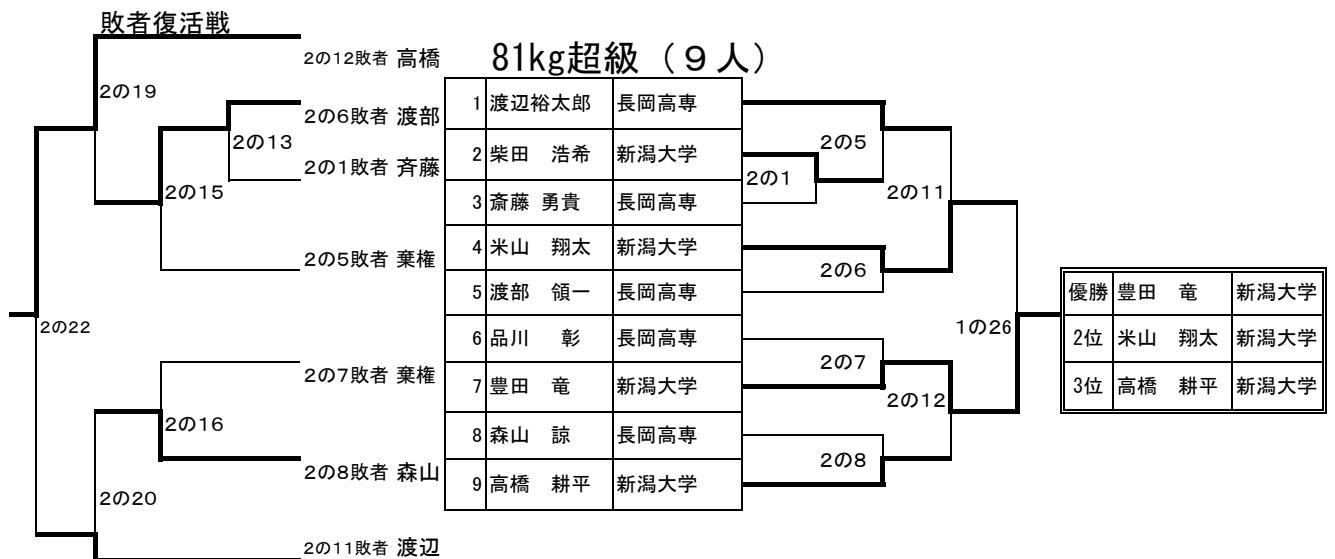 敗者復活戦
81kg超級（９人）
2の12敗者 高橋
2の6敗者 渡部
2の1敗者 斉藤
2の5敗者 棄権
2の7敗者 棄権
2の8敗者 森山
2の11敗者 渡辺
2の19
2の13
2の15
2の22
2の16
2の20
1 渡辺裕太郎 長岡高専
2 柴田　浩希 新潟大学
3 斎藤 勇貴 長岡高専
4 米山　翔太 新潟大学
5 渡部　領一 長岡高専
6 品川　彰 長岡高専
7 豊田　竜 新潟大学
8 森山　諒 長岡高専
9 高橋　耕平 新潟大学
2の5
2の1
2の11
2の6
1の26
2の7
2の12
2の8
優勝 豊田　竜 新潟大学
2位 米山　翔太 新潟大学
3位 高橋　耕平 新潟大学